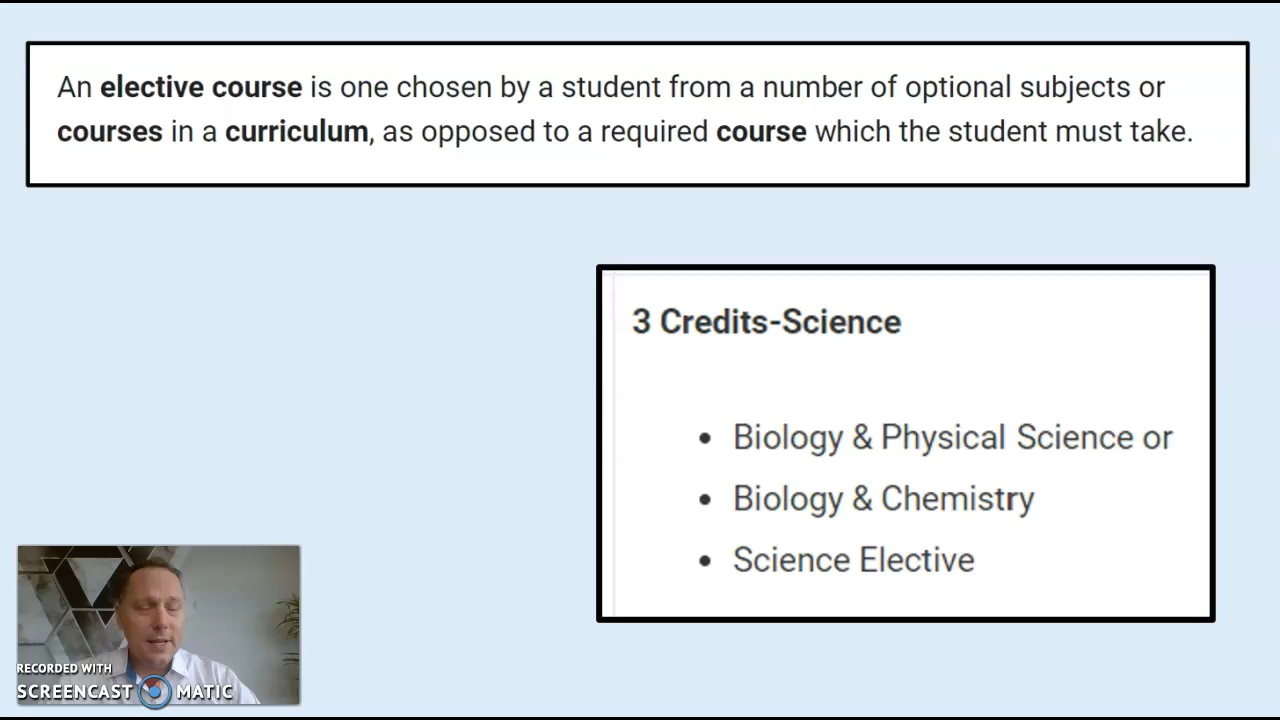 An elective course is one chosen by a student from a number of optional subjects or
courses in a curriculum, as opposed to a required course which the student must take.
3 Credits-Science
• Biology & Physical Science or
• Biology & Chemistry
• Science Elective
RECORDED WITH
SCREENCAST MATIC